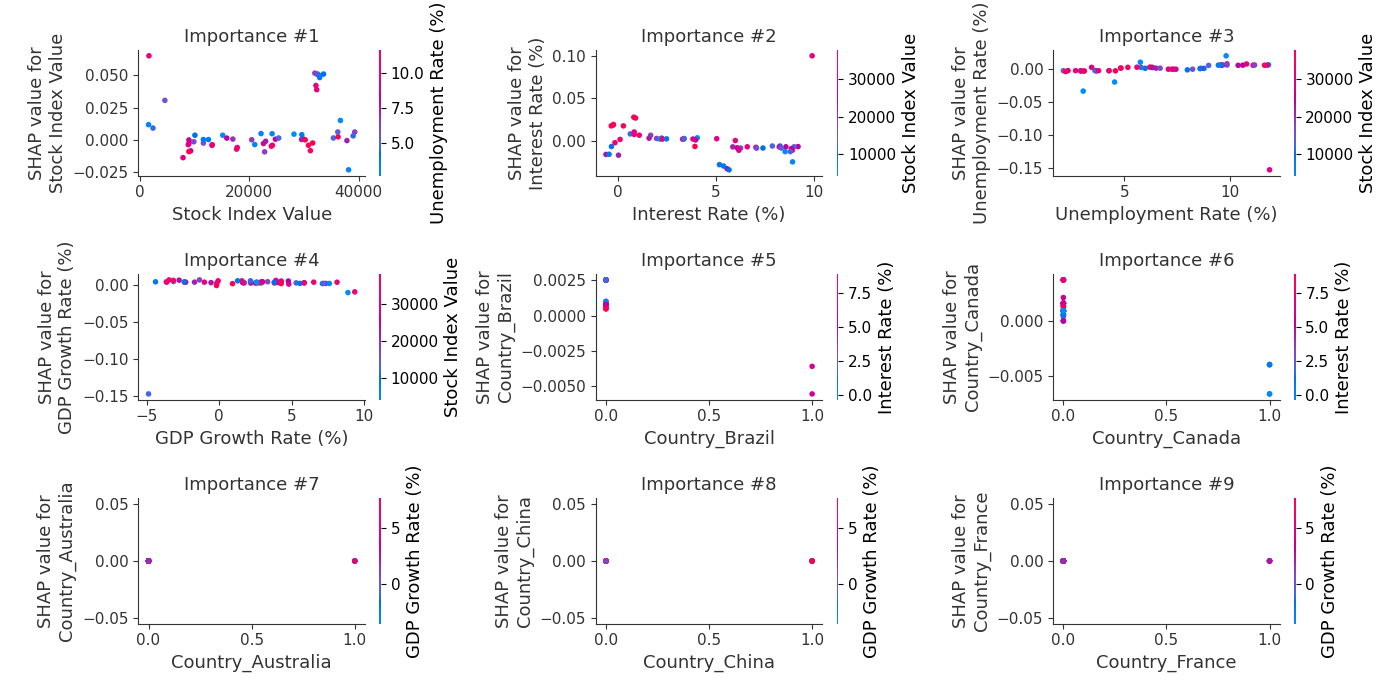 Importance #1
SHAP value for
Stock Index Value
0.050
0.025
0.000
−0.025
0
20000
40000
Stock Index Value
10.0
7.5
5.0
Unemployment Rate (%)
Importance #2
SHAP value for
Interest Rate (%)
0.10
0.05
0.00
0
5
10
Interest Rate (%)
30000
20000
10000
Stock Index Value
Importance #3
SHAP value for
Unemployment Rate (%)
0.00
−0.05
−0.10
−0.15
5
10
Unemployment Rate (%)
30000
20000
10000
Stock Index Value
Importance #4
SHAP value for
GDP Growth Rate (%)
0.00
−0.05
−0.10
−0.15
−5
0
5
10
GDP Growth Rate (%)
30000
20000
10000
Stock Index Value
Importance #5
SHAP value for
Country_Brazil
0.0025
0.0000
−0.0025
−0.0050
0.0
0.5
1.0
Country_Brazil
7.5
5.0
2.5
0.0
Interest Rate (%)
Importance #6
SHAP value for
Country_Canada
0.000
−0.005
0.0
0.5
1.0
Country_Canada
7.5
5.0
2.5
0.0
Interest Rate (%)
Importance #7
SHAP value for
Country_Australia
0.05
0.00
−0.05
0.0
0.5
1.0
Country_Australia
5
0
GDP Growth Rate (%)
Importance #8
SHAP value for
Country_China
0.05
0.00
−0.05
0.0
0.5
1.0
Country_China
5
0
GDP Growth Rate (%)
Importance #9
SHAP value for
Country_France
0.05
0.00
−0.05
0.0
0.5
1.0
Country_France
5
0
GDP Growth Rate (%)